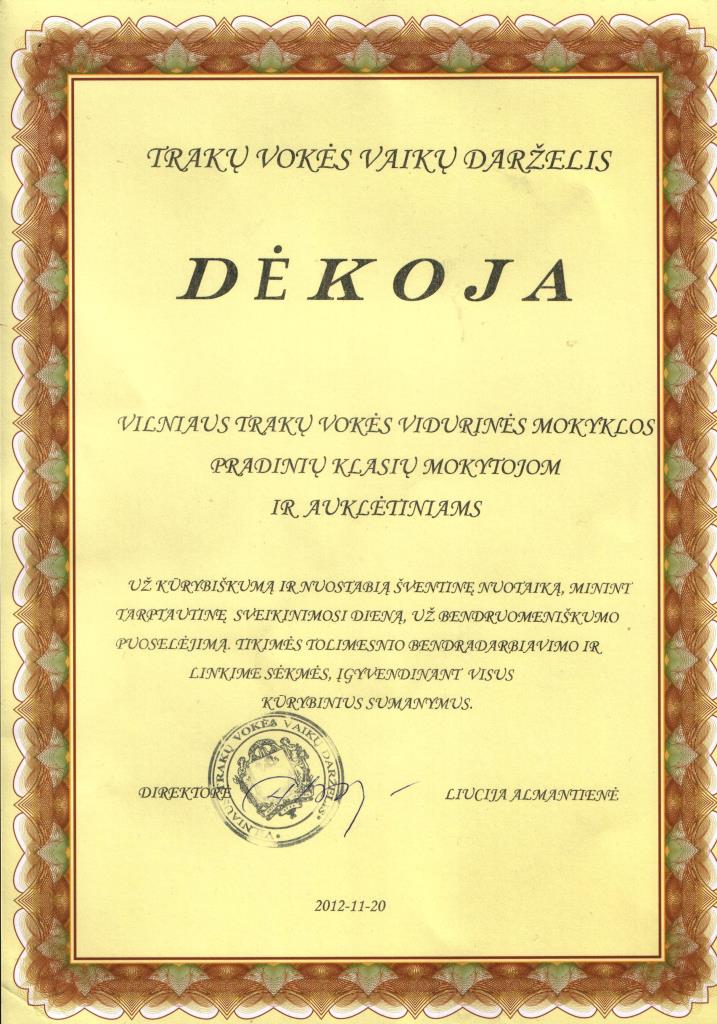 TRAKŲ VOKĖS VAIKŲ DARŽELIS
DĖKOJA
VILNIAUS TRAKŲ VOKĖS VIDURINĖS MOKYKLOS
PRADINIŲ KLASIŲ MOKYTOJOM
IR AUKLĖTINIAMS
UŽ KŪRYBIŠKUMĄ IR NUOSTABIĄ ŠVENTINĘ NUOTAIKĄ, MININT
TARPTAUTINĘ SVEIKINIMOSI DIENĄ, UŽ BENDRUOMENIŠKUMO
PUOSELĖJIMĄ. TIKIMĖS TOLIMESNIO BENDRADARBIAVIMO IR
LINKIME SĖKMĖS, ĮGYVENDINANT VISUS
KŪRYBINIUS SUMANYMUS.
VILNIAUS TRAKŲ VOKĖS VAIKŲ DARŽELIS
DIREKTORĖ LIUCIJA ALMANTIENĖ
2012-11-20